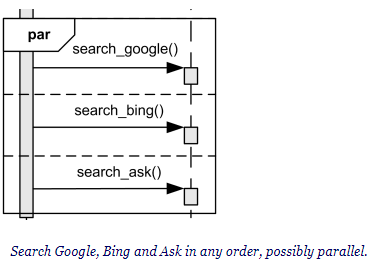 par
search_google()
search_bing()
search_ask()
Search Google, Bing and Ask in any order, possibly parallel.